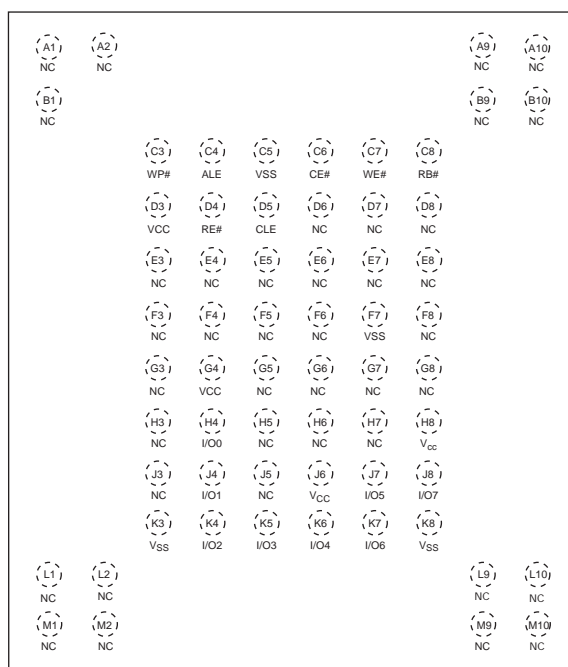 A1 A2 A9 A10
NC NC NC NC
B1 B9 B10
NC NC NC
C3 C4 C5 C6 C7 C8
WP# ALE VSS CE# WE# RB#
D3 D4 D5 D6 D7 D8
VCC RE# CLE NC NC NC
E3 E4 E5 E6 E7 E8
NC NC NC NC NC NC
F3 F4 F5 F6 F7 F8
NC NC NC NC VSS NC
G3 G4 G5 G6 G7 G8
NC VCC NC NC NC NC
H3 H4 H5 H6 H7 H8
NC I/O0 NC NC NC Vcc
J3 J4 J5 J6 J7 J8
NC I/O1 NC VCC I/O5 I/O7
K3 K4 K5 K6 K7 K8
VSS I/O2 I/O3 I/O4 I/O6 VSS
L1 L2 L9 L10
NC NC NC NC
M1 M2 M9 M10
NC NC NC NC